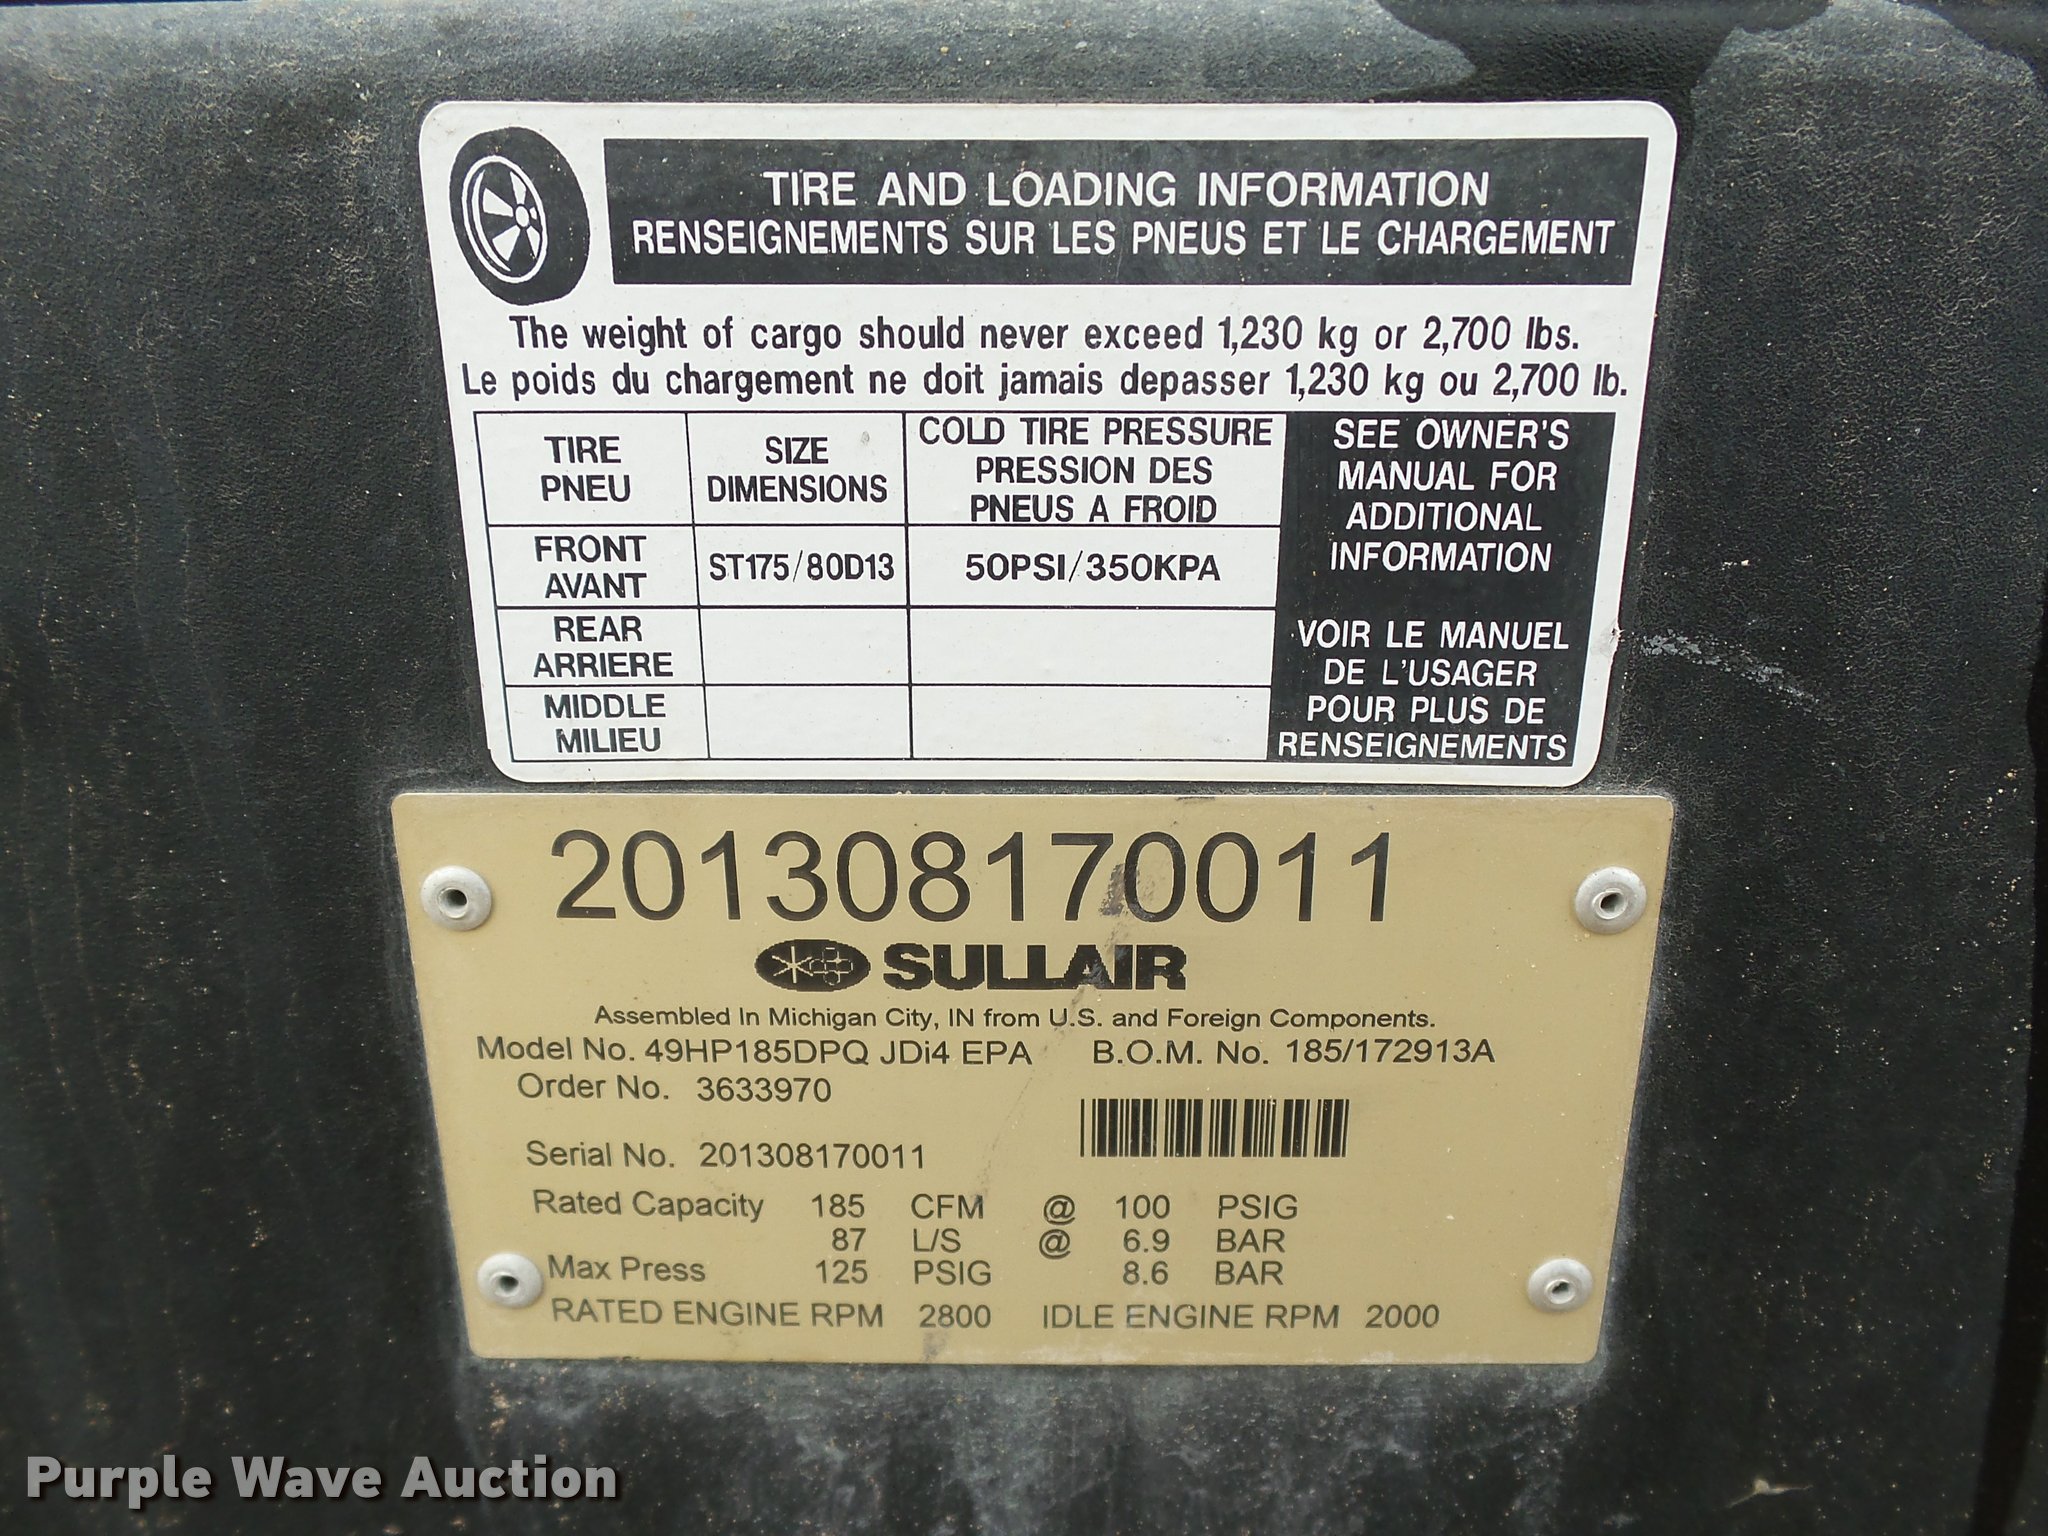 TIRE AND LOADING INFORMATION
RENSEIGNEMENTS SUR LES PNEUS ET LE CHARGEMENT
The weight of cargo should never exceed 1,230 kg or 2,700 lbs.
Le poids du chargement ne doit jamais depasser 1,230 kg ou 2,700 lb.
TIRE
PNEU
SIZE
DIMENSIONS
COLD TIRE PRESSURE
PRESSION DES
PNEUS A FROID
FRONT
AVANT
ST175/80D13
50PSI/350KPA
REAR
ARRIERE
MIDDLE
MILIEU
SEE OWNER'S
MANUAL FOR
ADDITIONAL
INFORMATION
VOIR LE MANUEL
DE L'USAGER
POUR PLUS DE
RENSEIGNEMENTS
201308170011
SULLAIR
Assembled In Michigan City, IN from U.S. and Foreign Components.
Model No. 49HP185DPQ JDi4 EPA B.O.M. No. 185/172913A
Order No. 3633970
Serial No. 201308170011
Rated Capacity 185 CFM @ 100 PSIG
87 L/S @ 6.9 BAR
Max Press 125 PSIG 8.6 BAR
RATED ENGINE RPM 2800 IDLE ENGINE RPM 2000
Purple Wave Auction